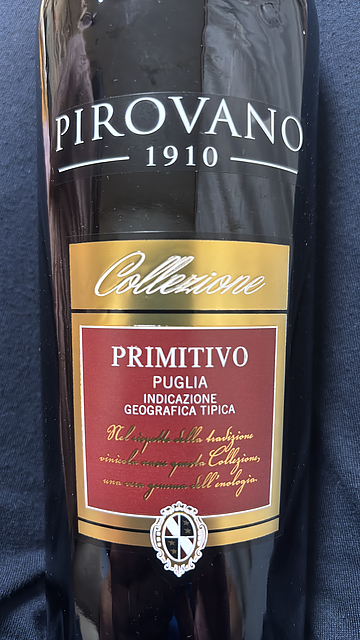 PIROVANO
1910
Collezione
PRIMITIVO
PUGLIA
INDICAZIONE
GEOGRAFICA TIPICA
Nel rispetto della tradizione
vinicola nasce questa Collezione,
una vera gemma dell'enologia.